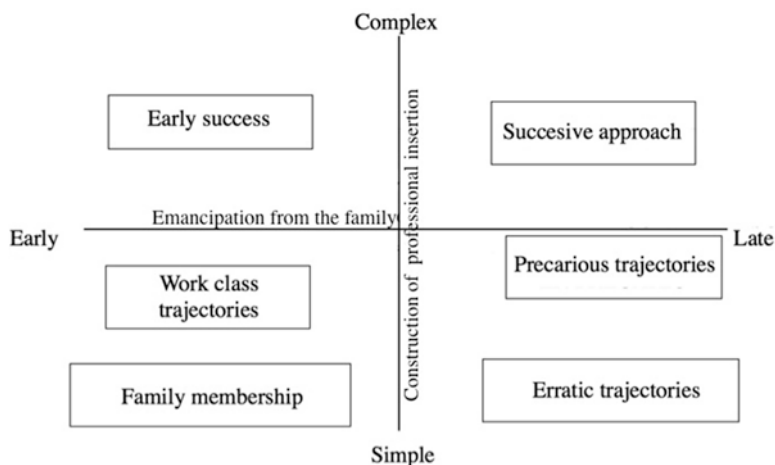 Complex
Early success
Succesive approach
Construction of professional insertion
Emancipation from the family
Early
Late
Precarious trajectories
Work class
trajectories
Family membership
Erratic trajectories
Simple